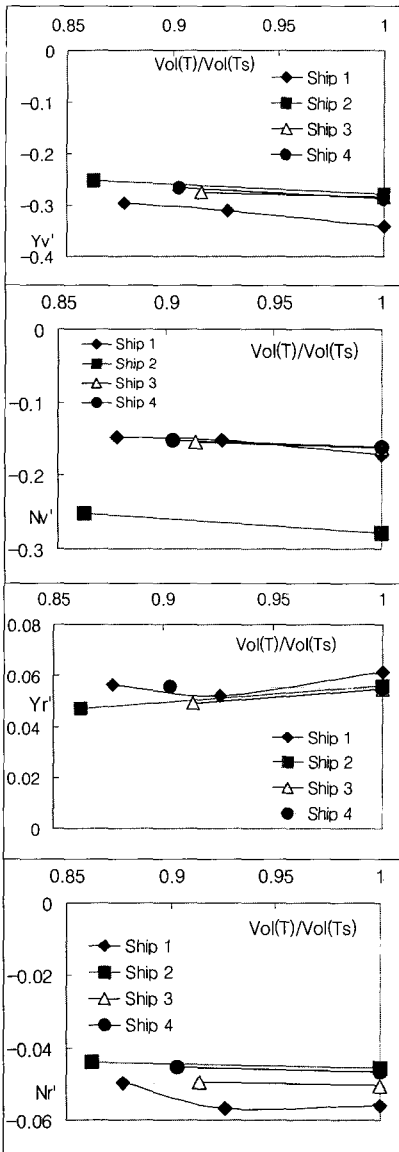 0.85 0.9 0.95 1
0
Vol(T)/Vol(Ts)
Ship 1
−0.1
Ship 2
Ship 3
−0.2
Ship 4
−0.3
Yv'
−0.4
0.85 0.9 0.95 1
0
Ship 1
Vol(T)/Vol(Ts)
Ship 2
Ship 3
−0.1
Ship 4
−0.2
Nv'
−0.3
0.85 0.9 0.95 1
0.08
Vol(T)/Vol(Ts)
0.06
Yr'
0.04
Ship 1
Ship 2
0.02
Ship 3
Ship 4
0
0.85 0.9 0.95 1
0
Vol(T)/Vol(Ts)
Ship 1
−0.02
Ship 2
Ship 3
Ship 4
−0.04
Nr'
−0.06